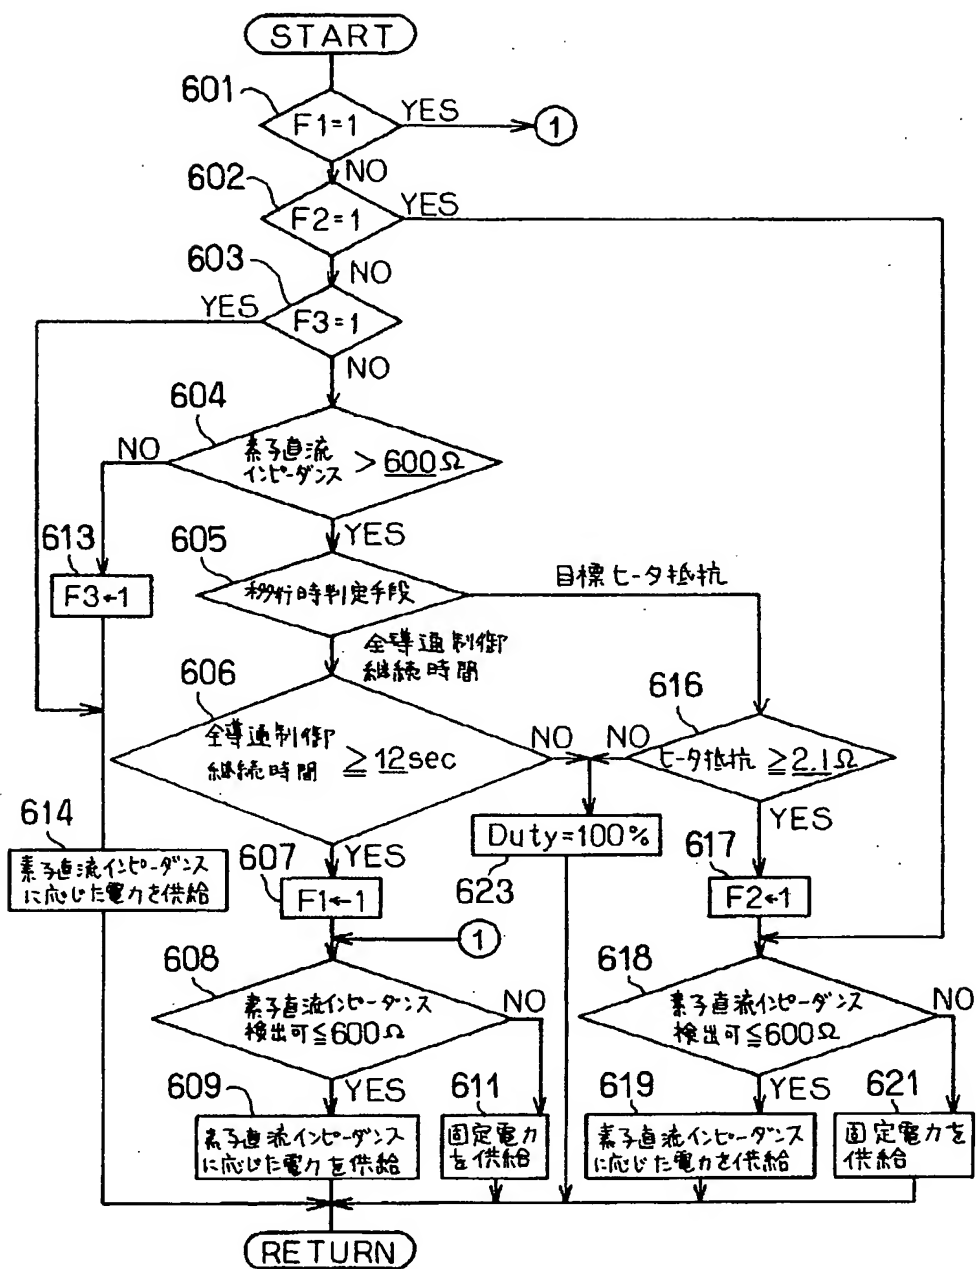 START
601
F1=1
YES
1
NO
602
F2=1
YES
NO
603
YES
F3=1
NO
604
NO
素子直流
インピーダンス
> 600Ω
YES
613
F3←1
605
移行時判定手段
目標ヒータ抵抗
全導通制御
継続時間
606
全導通制御
継続時間
≧ 12sec
NO
NO
616
ヒータ抵抗 ≧ 2.1Ω
YES
614
素子直流インピーダンス
に応じた電力を供給
YES
607
F1←1
Duty=100%
623
617
F2←1
1
608
素子直流インピーダンス
検出可≦600Ω
NO
618
素子直流インピーダンス
検出可≦600Ω
NO
YES
609
素子直流インピーダンス
に応じた電力を供給
611
固定電力
を供給
YES
619
素子直流インピーダンス
に応じた電力を供給
621
固定電力
を供給
RETURN